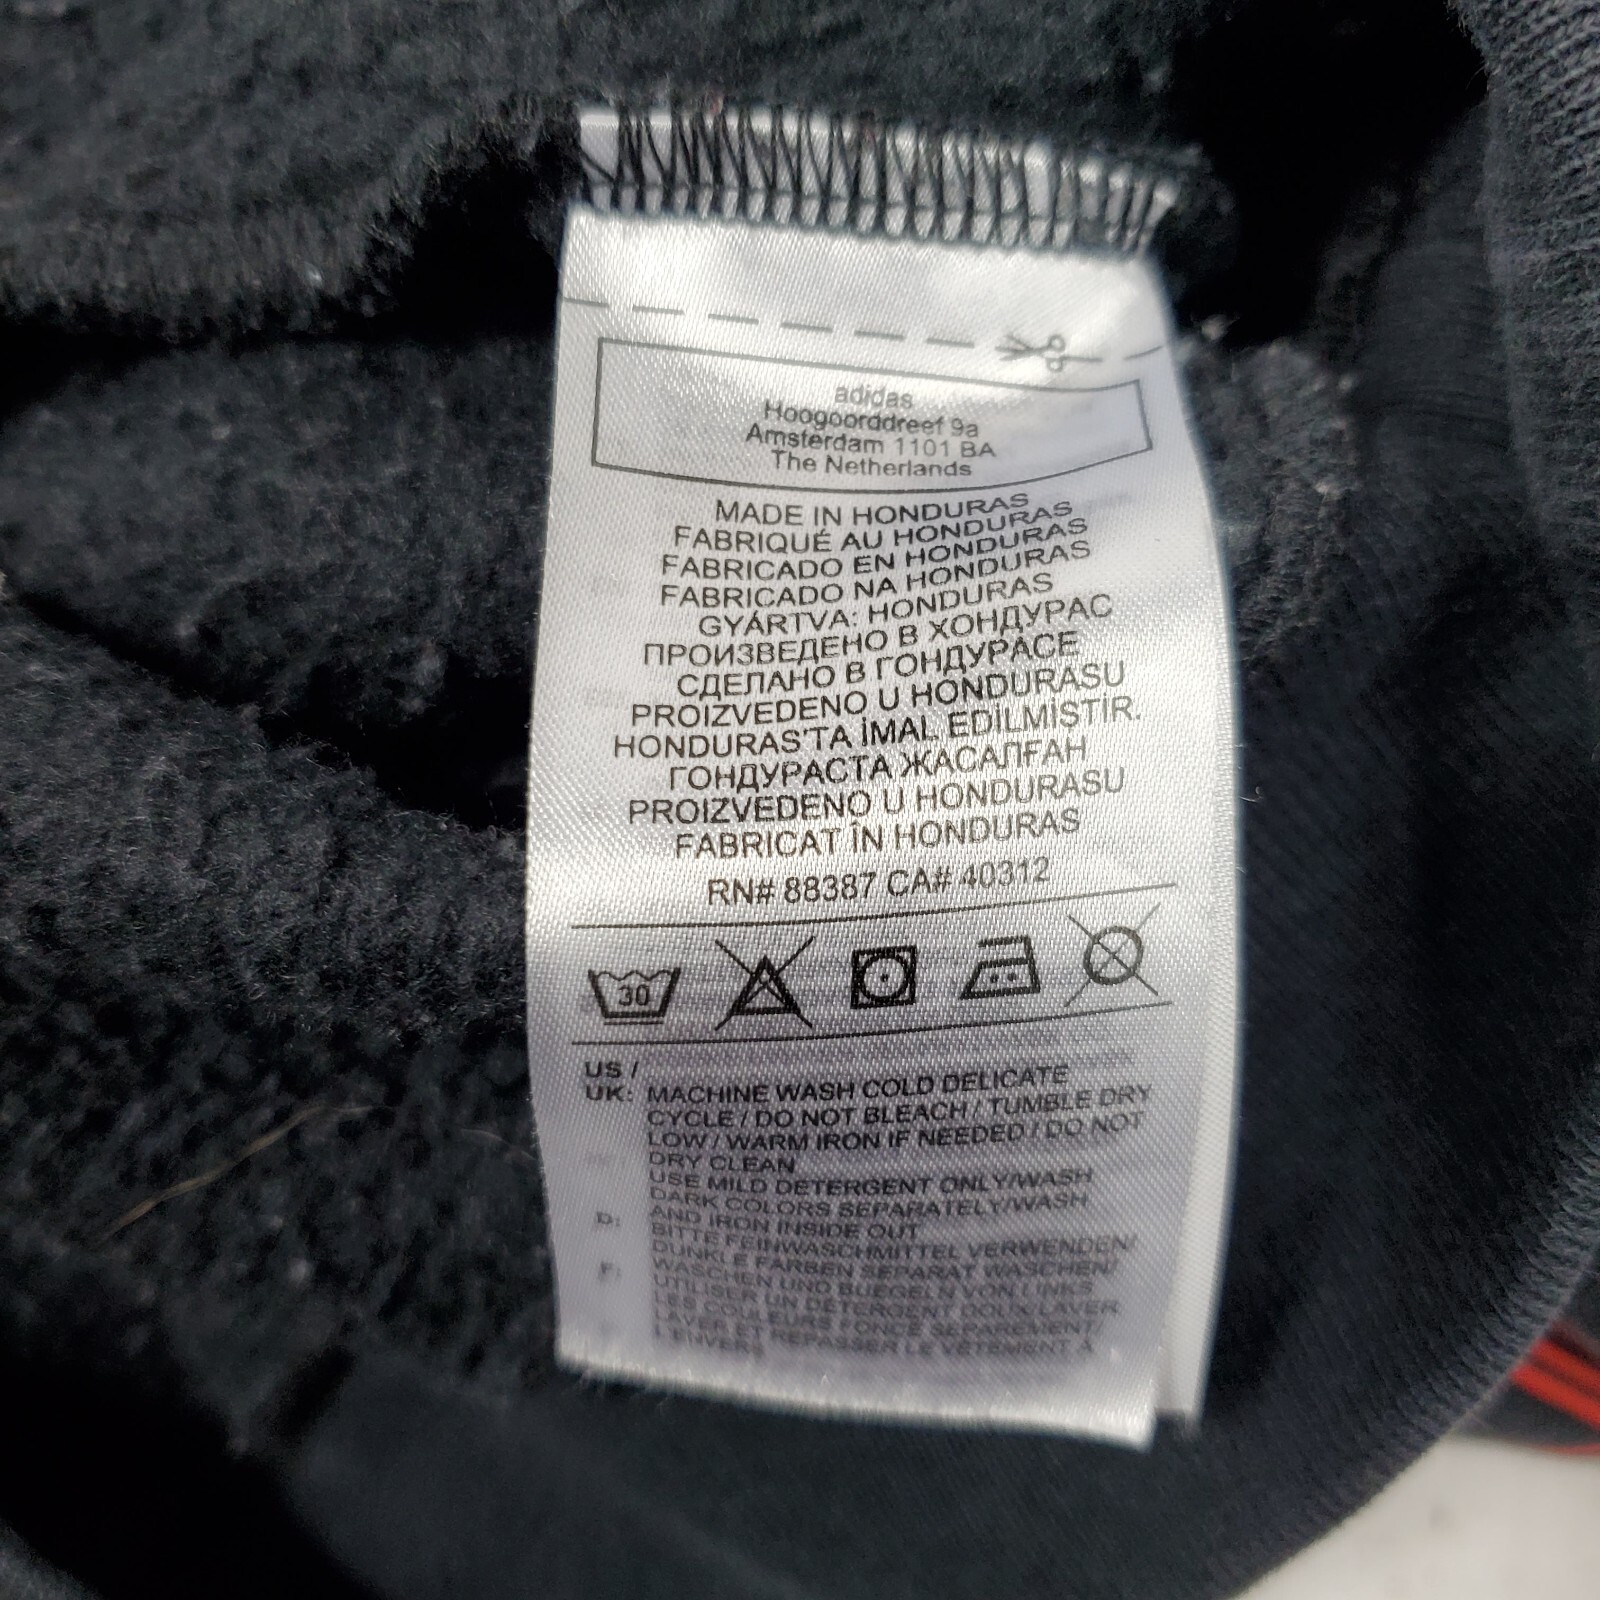 adidas
Hoogoorddreef 9a
Amsterdam 1101 BA
The Netherlands
MADE IN HONDURAS
FABRIQUÉ AU HONDURAS
FABRICADO EN HONDURAS
FABRICADO NA HONDURAS
GYÁRTVA: HONDURAS
ПРОИЗВЕДЕНО В ХОНДУРАС
СДЕЛАНО В ГОНДУРАСЕ
PROIZVEDENO U HONDURASU
HONDURAS'TA İMAL EDİLMİSTİR.
ГОНДУРАСТА ЖАСАЛҒАН
PROIZVEDENO U HONDURASU
FABRICAT ÎN HONDURAS
RN# 88387 CA# 40312
30
US /
UK: MACHINE WASH COLD DELICATE
CYCLE / DO NOT BLEACH / TUMBLE DRY
LOW / WARM IRON IF NEEDED / DO NOT
DRY CLEAN
USE MILD DETERGENT ONLY/WASH
DARK COLORS SEPARATELY/WASH
AND IRON INSIDE OUT
D: BITTE FEINWASCHMITTEL VERWENDEN/
DUNKLE FARBEN SEPARAT WASCHEN/
WASCHEN UND BUEGELN VON LINKS
F: UTILISER UN DÉTERGENT DOUX/LAVER
LES COULEURS FONCÉ SEPAREMENT/
LAVER ET REPASSER LE VÊTEMENT À
L'ENVERS